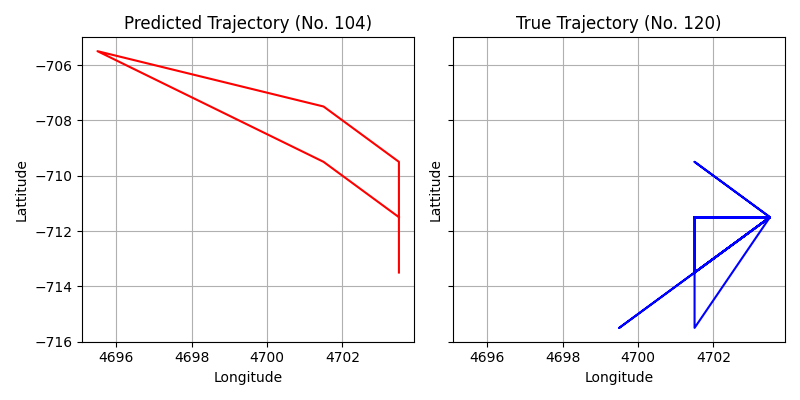 Predicted Trajectory (No. 104)
True Trajectory (No. 120)
−706
−708
−710
−712
−714
−716
Lattitude
Lattitude
4696 4698 4700 4702
4696 4698 4700 4702
Longitude
Longitude